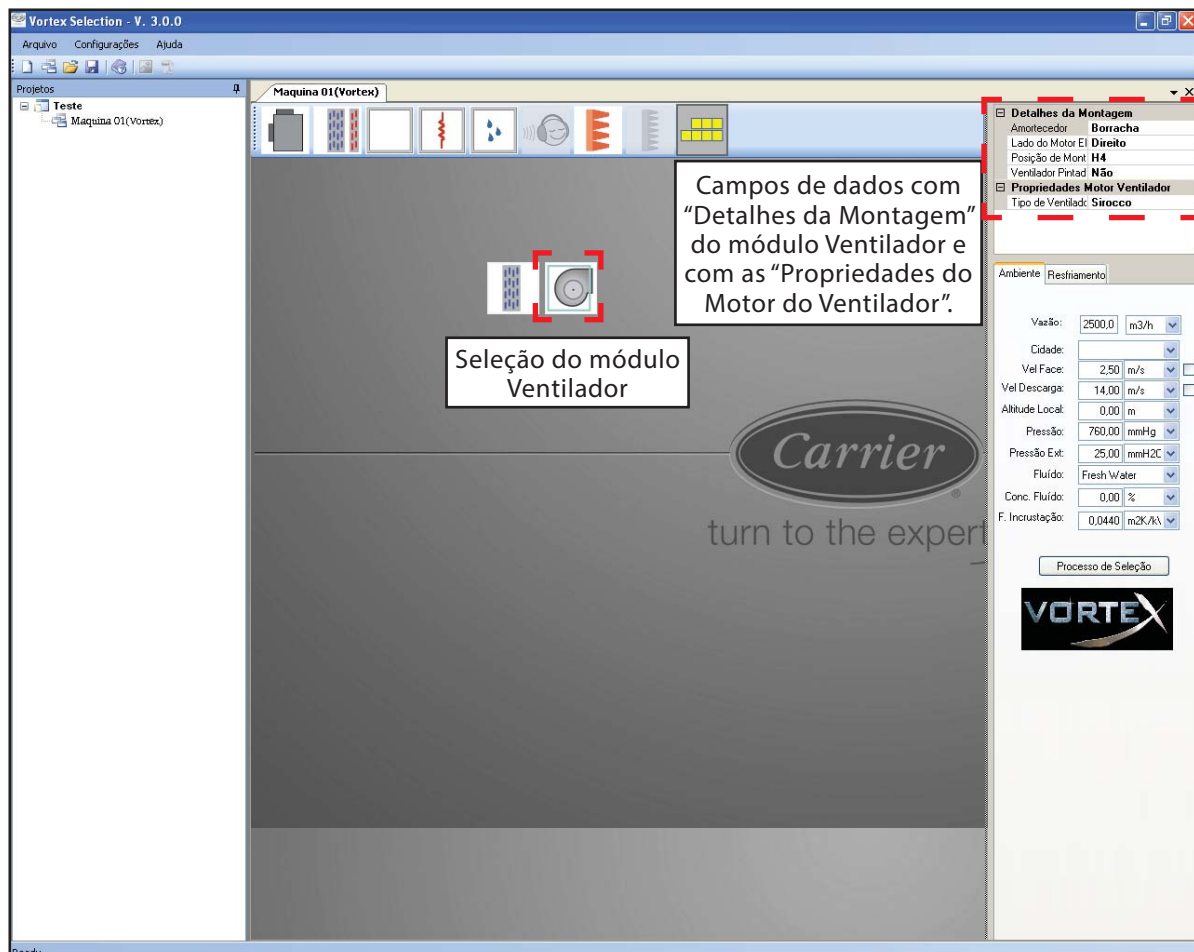 Vortex Selection - V. 3.0.0
Arquivo Configurações Ajuda
Projetos
Teste
Maquina 01(Vortex)
Maquina 01(Vortex)
Detalhes da Montagem
Amortecedor Borracha
Lado do Motor El Direito
Posição de Mont H4
Ventilador Pintad Não
Propriedades Motor Ventilador
Tipo de Ventilado Sirocco
Campos de dados com
“Detalhes da Montagem”
do módulo Ventilador e
com as “Propriedades do
Motor do Ventilador”.
Seleção do módulo
Ventilador
Carrier
turn to the expert
Ambiente Resfriamento
Vazão: 2500,0 m3/h
Cidade:
Vel Face: 2,50 m/s
Vel Descarga: 14,00 m/s
Altitude Local: 0,00 m
Pressão: 760,00 mmHg
Pressão Ext: 25,00 mmH2C
Fluído: Fresh Water
Conc. Fluído: 0,00 %
F. Incrustação: 0,0440 m2K/k\
Processo de Seleção
VORTEX